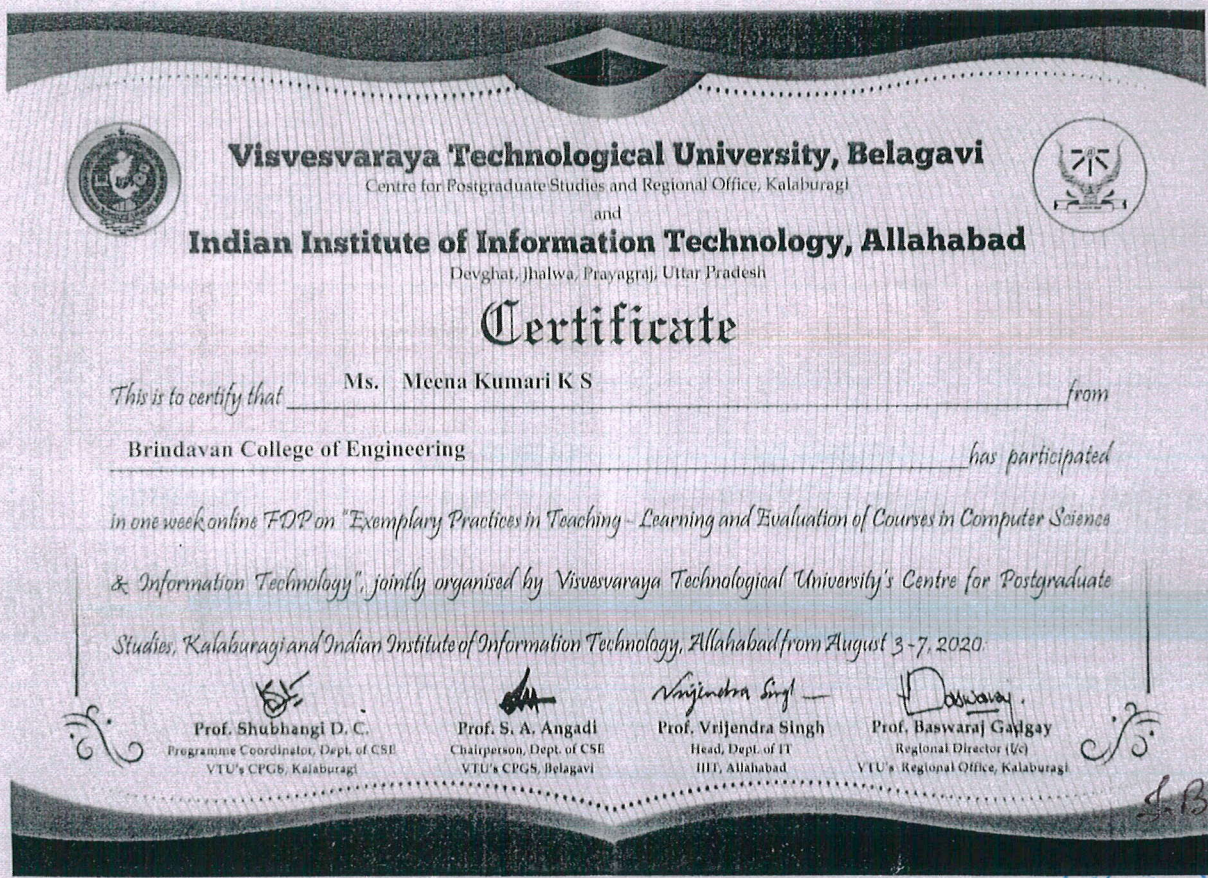 Visvesvaraya Technological University, Belagavi
Centre for Postgraduate Studies and Regional Office, Kalaburagi
and
Indian Institute of Information Technology, Allahabad
Devghat, Jhalwa, Prayagraj, Uttar Pradesh
Certificate
This is to certify that Ms. Meena Kumari K S from
Brindavan College of Engineering has participated
in one week online FDP on "Exemplary Practices in Teaching - Learning and Evaluation of Courses in Computer Science
& Information Technology", jointly organised by Visvesvaraya Technological University's Centre for Postgraduate
Studies, Kalaburagi and Indian Institute of Information Technology, Allahabad from August 3-7, 2020.
Vrijendra Singh
Prof. Shubhangi D. C. Prof. S. A. Angadi Prof. Vrijendra Singh Prof. Baswaraj Gadgay
Programme Coordinator, Dept. of CSE Chairperson, Dept. of CSE Head, Dept. of IT Regional Director (i/c)
VTU's CPGS, Kalaburagi VTU's CPGS, Belagavi IIIT, Allahabad VTU's Regional Office, Kalaburagi